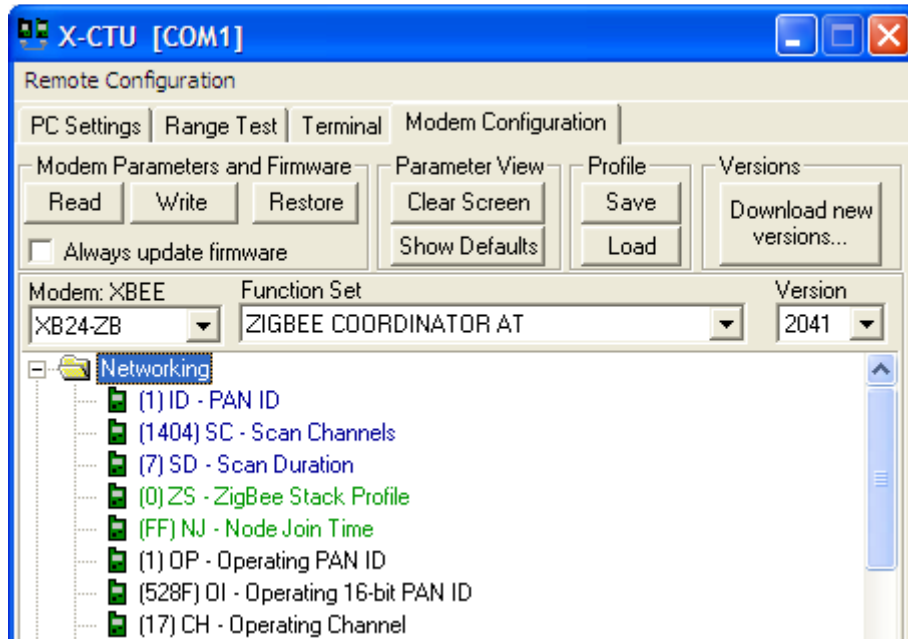 X-CTU [COM1]
Remote Configuration
PC Settings Range Test Terminal Modem Configuration
Modem Parameters and Firmware Parameter View Profile Versions
Read Write Restore Clear Screen Save Download new versions...
Always update firmware Show Defaults Load
Modem: XBEE Function Set Version
XB24-ZB ZIGBEE COORDINATOR AT 2041
Networking
(1) ID - PAN ID
(1404) SC - Scan Channels
(7) SD - Scan Duration
(0) ZS - ZigBee Stack Profile
(FF) NJ - Node Join Time
(1) OP - Operating PAN ID
(528F) OI - Operating 16-bit PAN ID
(17) CH - Operating Channel